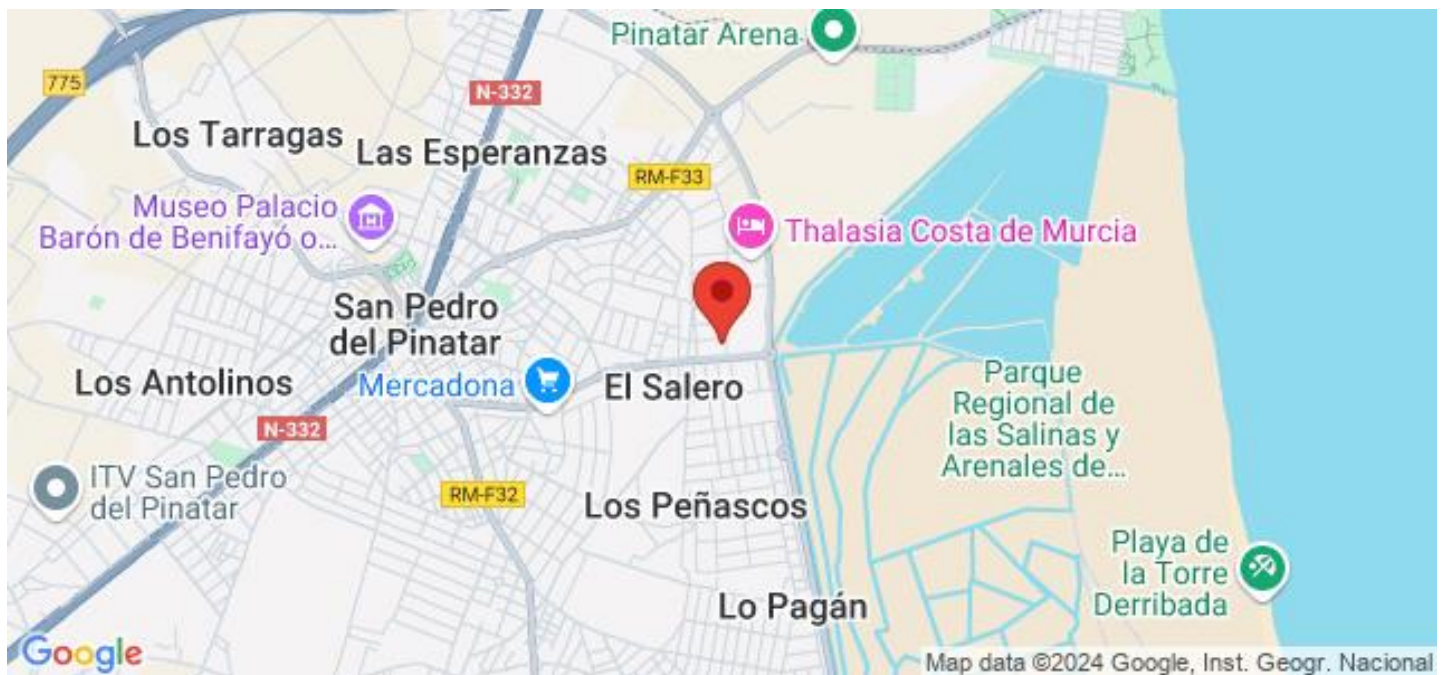 Pinatar Arena
775
N-332
Los Tarragas
Las Esperanzas
RM-F33
Museo Palacio
Barón de Benifayó o...
Thalasia Costa de Murcia
San Pedro
del Pinatar
Los Antolinos
Mercadona
El Salero
Parque
Regional de
las Salinas y
Arenales de...
N-332
ITV San Pedro
del Pinatar
RM-F32
Los Peñascos
Playa de
la Torre
Derribada
Lo Pagán
Google
Map data ©2024 Google, Inst. Geogr. Nacional